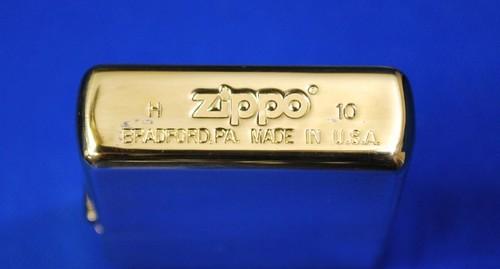 H zippo® 10
BRADFORD.PA. MADE IN U.S.A.